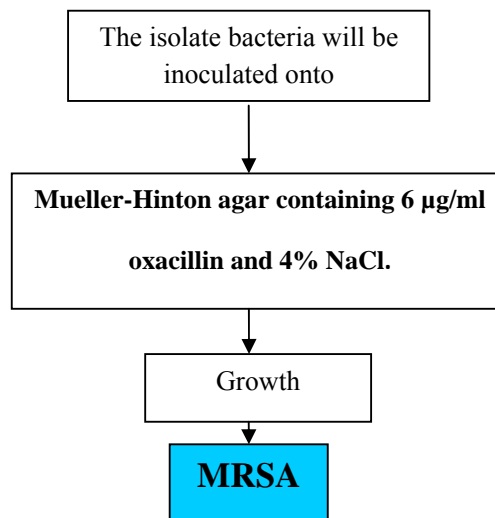 The isolate bacteria will be
inoculated onto
Mueller-Hinton agar containing 6 µg/ml
oxacillin and 4% NaCl.
Growth
MRSA